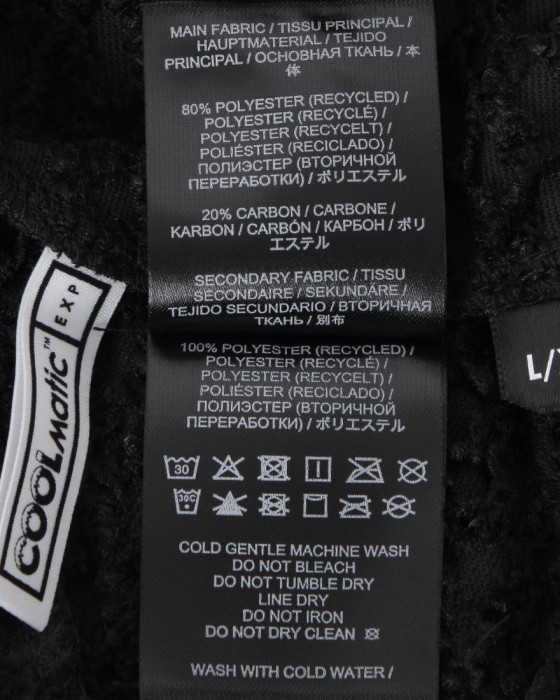 MAIN FABRIC / TISSU PRINCIPAL /
HAUPTMATERIAL / TEJIDO
PRINCIPAL / ОСНОВНАЯ ТКАНЬ / 本
体
80% POLYESTER (RECYCLED) /
POLYESTER (RECYCLÉ) /
POLYESTER (RECYCELT) /
POLIÉSTER (RECICLADO) /
ПОЛИЭСТЕР (ВТОРИЧНОЙ
ПЕРЕРАБОТКИ) / ポリエステル
20% CARBON / CARBONE /
KARBON / CARBÓN / КАРБОН / ポリ
エステル
SECONDARY FABRIC / TISSU
SECONDAIRE / SEKUNDÄRE /
TEJIDO SECUNDARIO / ВТОРИЧНАЯ
ТКАНЬ / 別布
100% POLYESTER (RECYCLED) /
POLYESTER (RECYCLÉ) /
POLYESTER (RECYCELT) /
POLIÉSTER (RECICLADO) /
ПОЛИЭСТЕР (ВТОРИЧНОЙ
ПЕРЕРАБОТКИ) / ポリエステル
30
30C
COLD GENTLE MACHINE WASH
DO NOT BLEACH
DO NOT TUMBLE DRY
LINE DRY
DO NOT IRON
DO NOT DRY CLEAN
WASH WITH COLD WATER /
COOLMatic™ EXP
L/